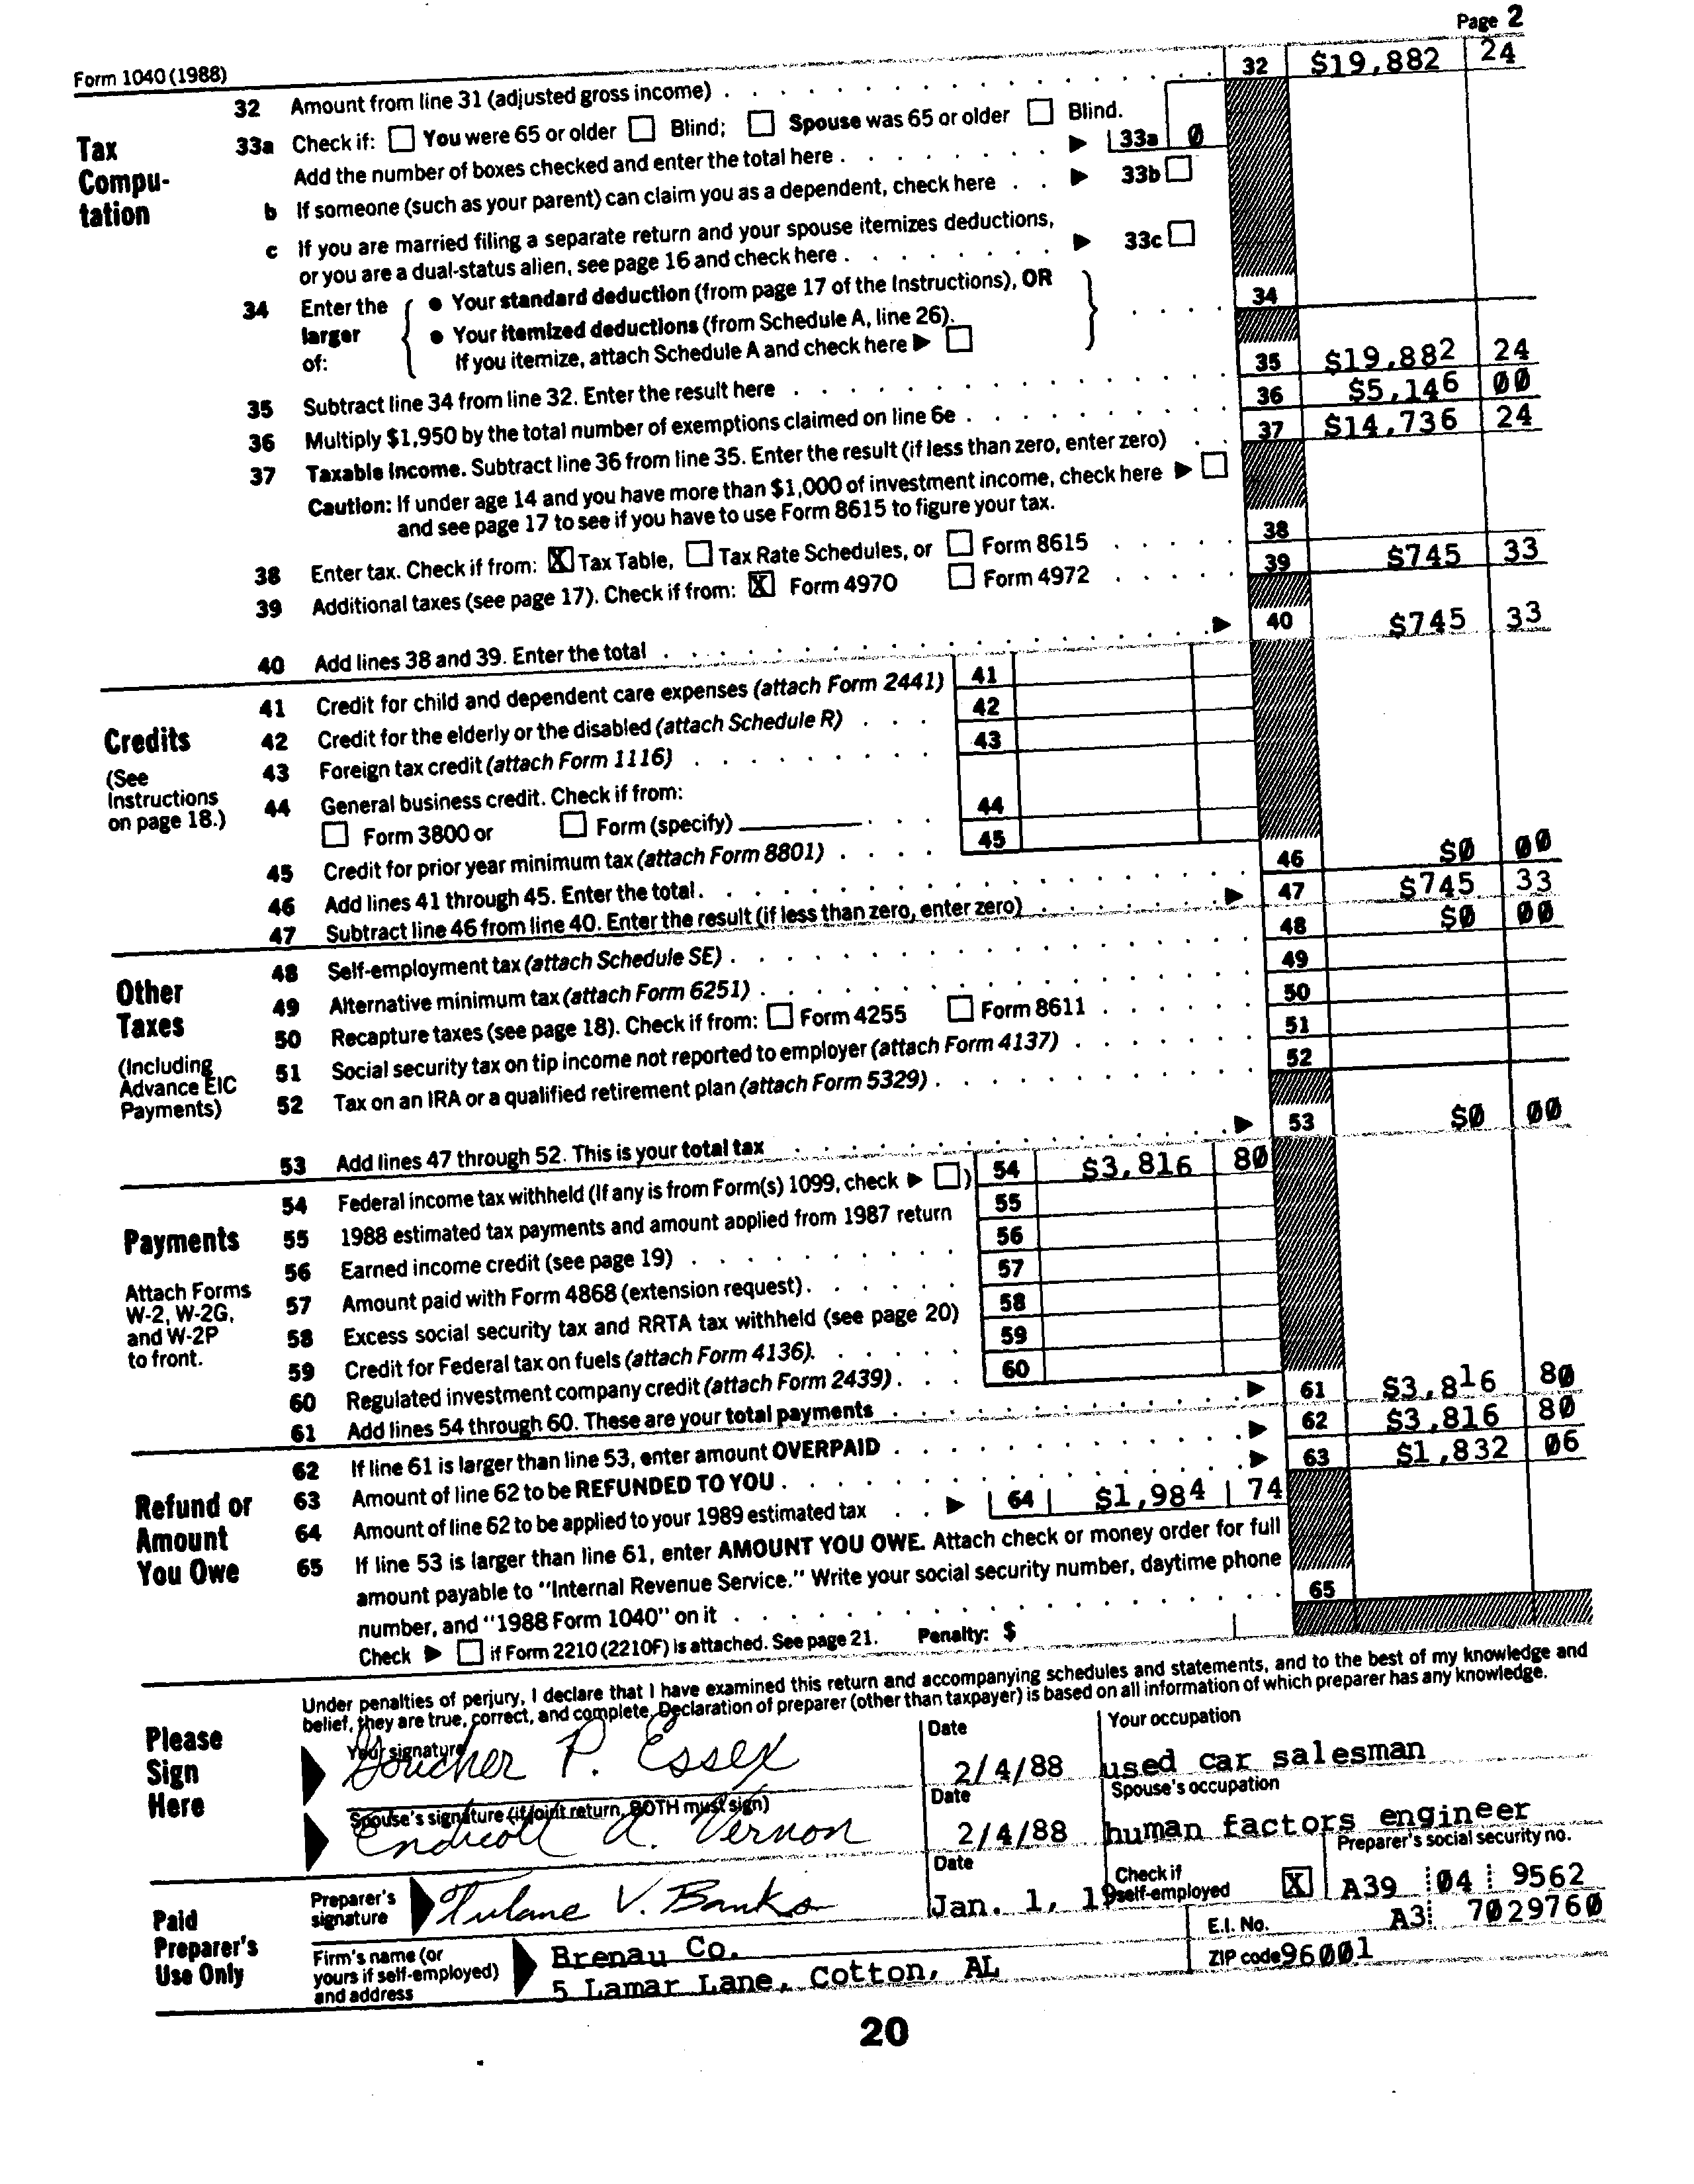 Page 2
Form 1040 (1988)
32 Amount from line 31 (adjusted gross income) . . . . . . . . . . . 32 $19,882 24
Tax Computation
33a Check if: ☐ You were 65 or older ☐ Blind; ☐ Spouse was 65 or older ☐ Blind.
Add the number of boxes checked and enter the total here . . . . . . . . ▶ 33a 0
b If someone (such as your parent) can claim you as a dependent, check here . . ▶ 33b ☐
c If you are married filing a separate return and your spouse itemizes deductions,
or you are a dual-status alien, see page 16 and check here . . . . . . . ▶ 33c ☐
34 Enter the larger of: { ● Your standard deduction (from page 17 of the Instructions), OR } . . . . 34
● Your itemized deductions (from Schedule A, line 26).
If you itemize, attach Schedule A and check here ▶ ☐
35 Subtract line 34 from line 32. Enter the result here . . . . . . . . 35 $19,882 24
36 Multiply $1,950 by the total number of exemptions claimed on line 6e . . . . . . . 36 $5,146 00
37 Taxable income. Subtract line 36 from line 35. Enter the result (if less than zero, enter zero) . . 37 $14,736 24
Caution: If under age 14 and you have more than $1,000 of investment income, check here ▶ ☐
and see page 17 to see if you have to use Form 8615 to figure your tax.
38 Enter tax. Check if from: ☒ Tax Table, ☐ Tax Rate Schedules, or ☐ Form 8615 . . . . . 38
39 Additional taxes (see page 17). Check if from: ☒ Form 4970 ☐ Form 4972 . . . . . 39 $745 33
40 Add lines 38 and 39. Enter the total . . . . . . . . . . . ▶ 40 $745 33
Credits
(See Instructions on page 18.)
41 Credit for child and dependent care expenses (attach Form 2441) 41
42 Credit for the elderly or the disabled (attach Schedule R) . . . 42
43 Foreign tax credit (attach Form 1116) . . . . . . . . 43
44 General business credit. Check if from:
☐ Form 3800 or ☐ Form (specify) . . . 44
45 Credit for prior year minimum tax (attach Form 8801) . . . . 45
46 Add lines 41 through 45. Enter the total . . . . . . . . . . . 46 $0 00
47 Subtract line 46 from line 40. Enter the result (if less than zero, enter zero) . . . . . . ▶ 47 $745 33
Other Taxes
(Including Advance EIC Payments)
48 Self-employment tax (attach Schedule SE) . . . . . . . . . . . 48 $0 00
49 Alternative minimum tax (attach Form 6251) . . . . . . . . . . . 49
50 Recapture taxes (see page 18). Check if from: ☐ Form 4255 ☐ Form 8611 . . . . . 50
51 Social security tax on tip income not reported to employer (attach Form 4137) . . . . . . 51
52 Tax on an IRA or a qualified retirement plan (attach Form 5329) . . . . . . . . . 52
53 Add lines 47 through 52. This is your total tax . . . . . . . . . . ▶ 53 $0 00
Payments
Attach Forms W-2, W-2G, and W-2P to front.
54 Federal income tax withheld (If any is from Form(s) 1099, check ▶ ☐) 54 $3,816 80
55 1988 estimated tax payments and amount applied from 1987 return 55
56 Earned income credit (see page 19) . . . . . . . . 56
57 Amount paid with Form 4868 (extension request) . . . . . 57
58 Excess social security tax and RRTA tax withheld (see page 20) 58
59 Credit for Federal tax on fuels (attach Form 4136). . . . . . 59
60 Regulated investment company credit (attach Form 2439) . . . 60
61 Add lines 54 through 60. These are your total payments . . . . . . . . . ▶ 61 $3,816 80
Refund or Amount You Owe
62 If line 61 is larger than line 53, enter amount OVERPAID . . . . . . . . . ▶ 62 $3,816 80
63 Amount of line 62 to be REFUNDED TO YOU . . . . . . . . . . . ▶ 63 $1,832 06
64 Amount of line 62 to be applied to your 1989 estimated tax . . ▶ 64 $1,984 74
65 If line 53 is larger than line 61, enter AMOUNT YOU OWE. Attach check or money order for full
amount payable to "Internal Revenue Service." Write your social security number, daytime phone
number, and "1988 Form 1040" on it . . . . . . . . . . . . 65
Check ▶ ☐ if Form 2210 (2210F) is attached. See page 21. Penalty: $
Please Sign Here
Under penalties of perjury, I declare that I have examined this return and accompanying schedules and statements, and to the best of my knowledge and
belief, they are true, correct, and complete. Declaration of preparer (other than taxpayer) is based on all information of which preparer has any knowledge.
Your signature Date Your occupation
Goucher P. Essex 2/4/88 used car salesman
Spouse's signature (if joint return, BOTH must sign) Date Spouse's occupation
Endicott A. Vernon 2/4/88 human factors engineer
Paid Preparer's Use Only
Preparer's signature Date Check if self-employed ☒ Preparer's social security no.
Tulane V. Banks Jan. 1, 19 A39 04 9562
Firm's name (or yours if self-employed) and address
Brenau Co. E.I. No. A3 7029760
5 Lamar Lane, Cotton, AL ZIP code 96001
20